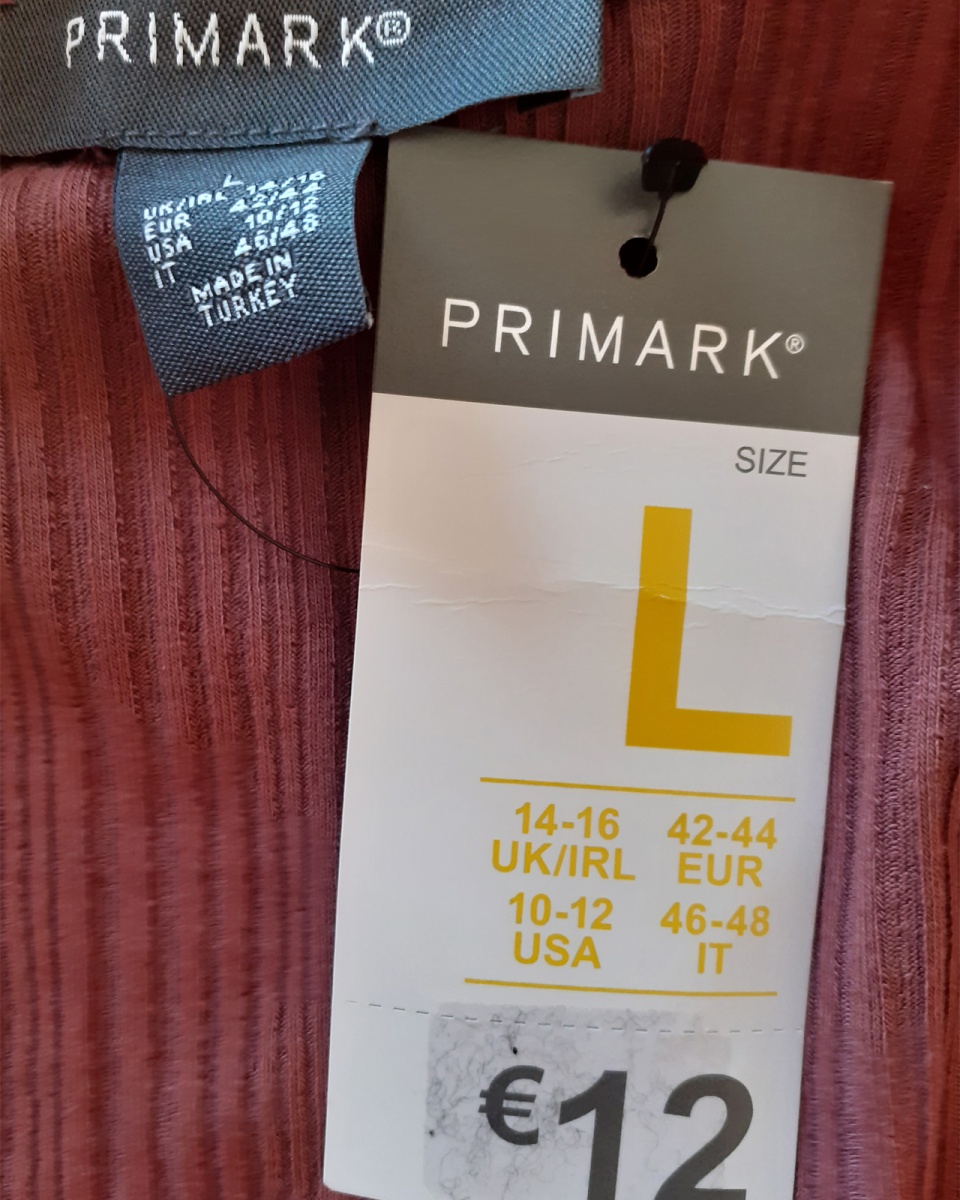 PRIMARK®
L
UK/IRL 14/16
EUR 42/44
USA 10/12
IT 46/48
MADE IN
TURKEY
PRIMARK®
SIZE
L
14-16 42-44
UK/IRL EUR
10-12 46-48
USA IT
€12